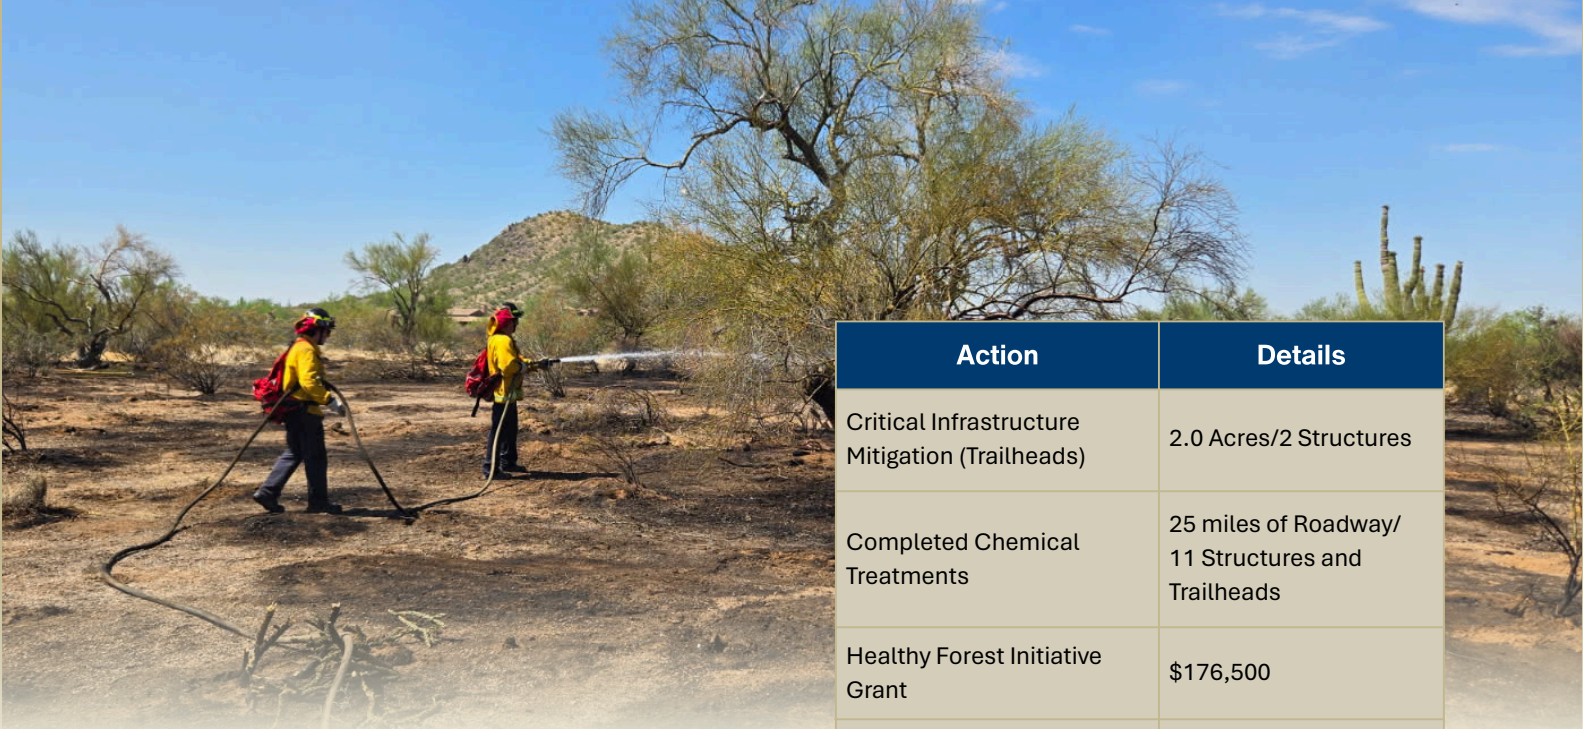 Action
Details
Critical Infrastructure
Mitigation (Trailheads)
2.0 Acres/2 Structures
Completed Chemical
Treatments
25 miles of Roadway/
11 Structures and
Trailheads
Healthy Forest Initiative
Grant
$176,500